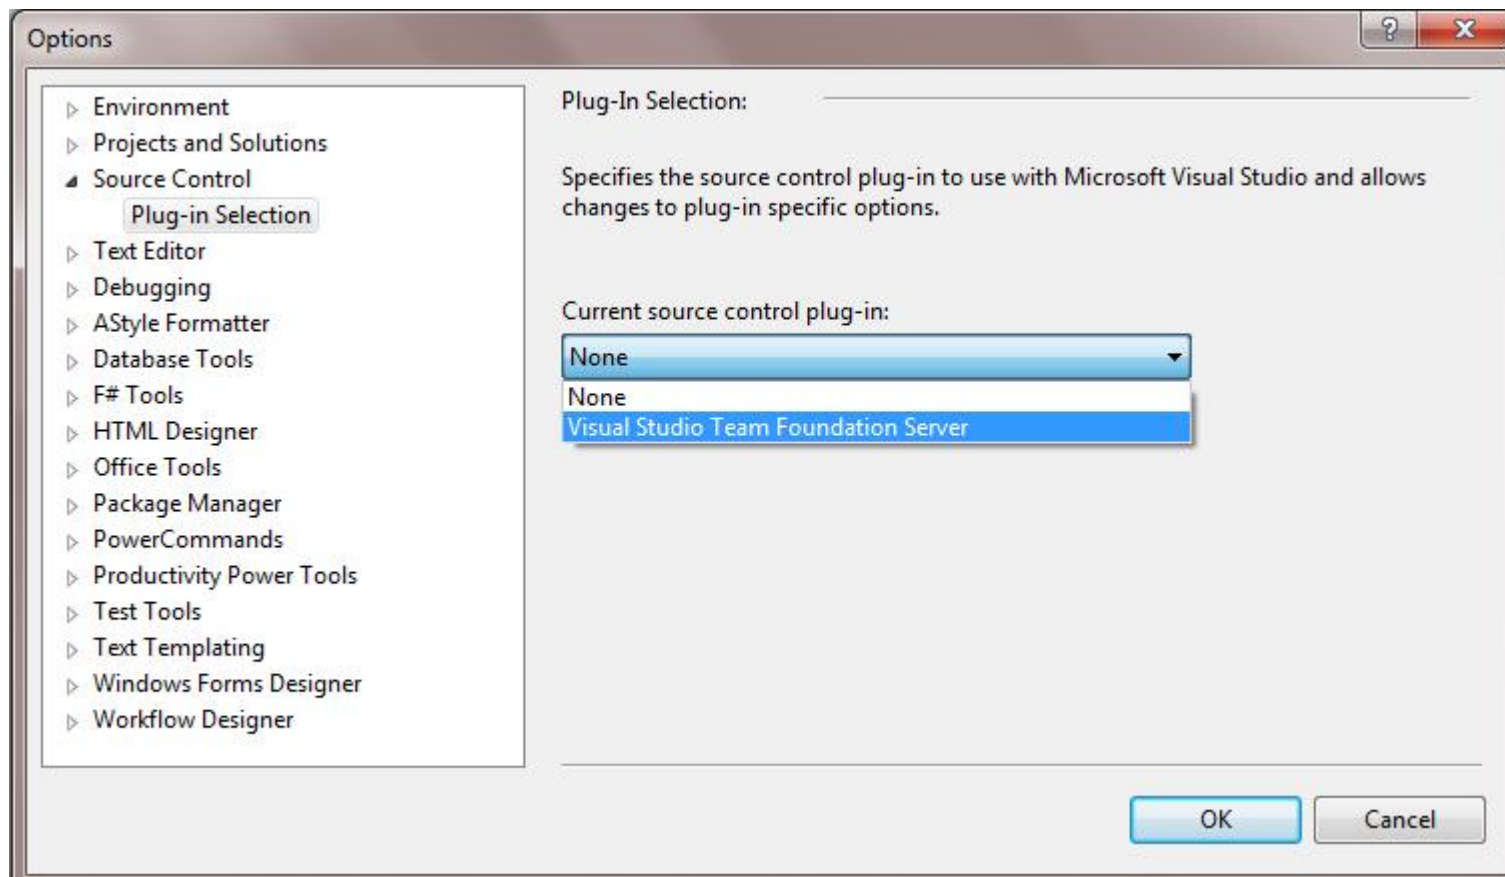 Options
Environment
Projects and Solutions
Source Control
Plug-in Selection
Text Editor
Debugging
AStyle Formatter
Database Tools
F# Tools
HTML Designer
Office Tools
Package Manager
PowerCommands
Productivity Power Tools
Test Tools
Text Templating
Windows Forms Designer
Workflow Designer
Plug-In Selection:
Specifies the source control plug-in to use with Microsoft Visual Studio and allows
changes to plug-in specific options.
Current source control plug-in:
None
None
Visual Studio Team Foundation Server
OK
Cancel